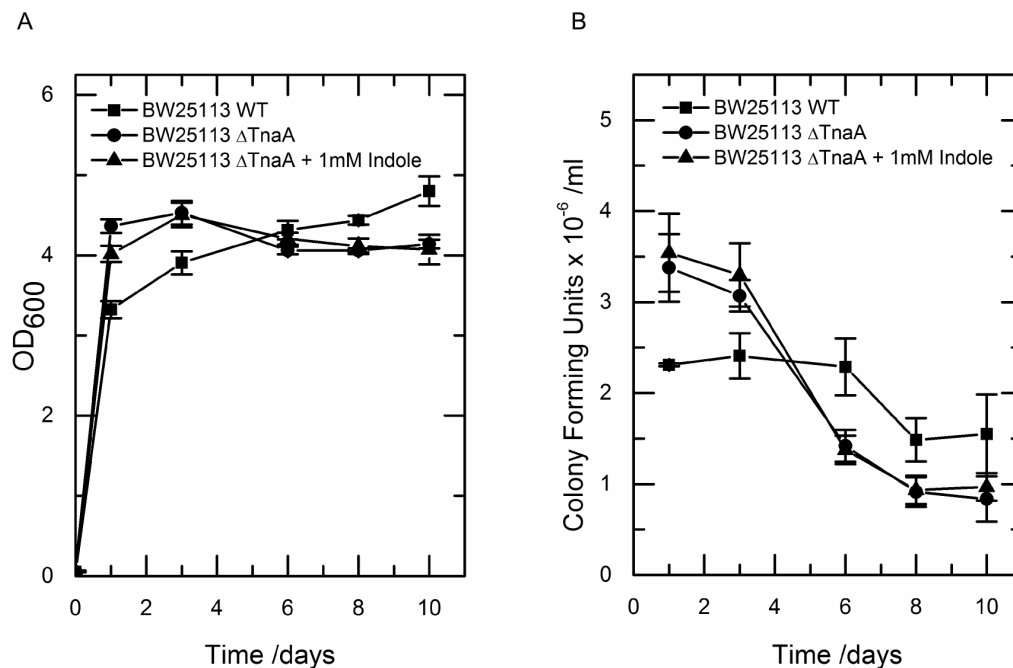 A
6
BW25113 WT
BW25113 ΔTnaA
BW25113 ΔTnaA + 1mM Indole
4
OD600
2
0
0 2 4 6 8 10
Time /days
B
5
BW25113 WT
BW25113 ΔTnaA
BW25113 ΔTnaA + 1mM Indole
4
3
Colony Forming Units x 10⁻⁶ /ml
2
1
0
0 2 4 6 8 10
Time /days